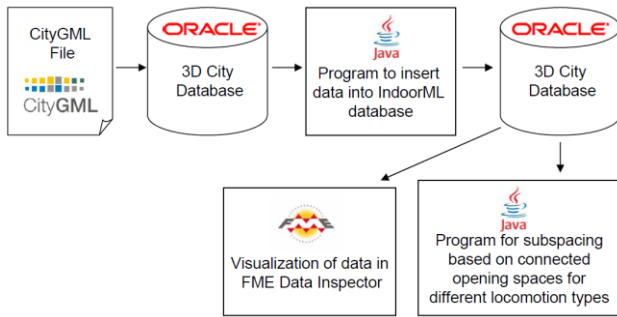 CityGML
File
CityGML
ORACLE
3D City
Database
Java
Program to insert
data into IndoorML
database
ORACLE
3D City
Database
FME
Visualization of data in
FME Data Inspector
Java
Program for subspacing
based on connected
opening spaces for
different locomotion types